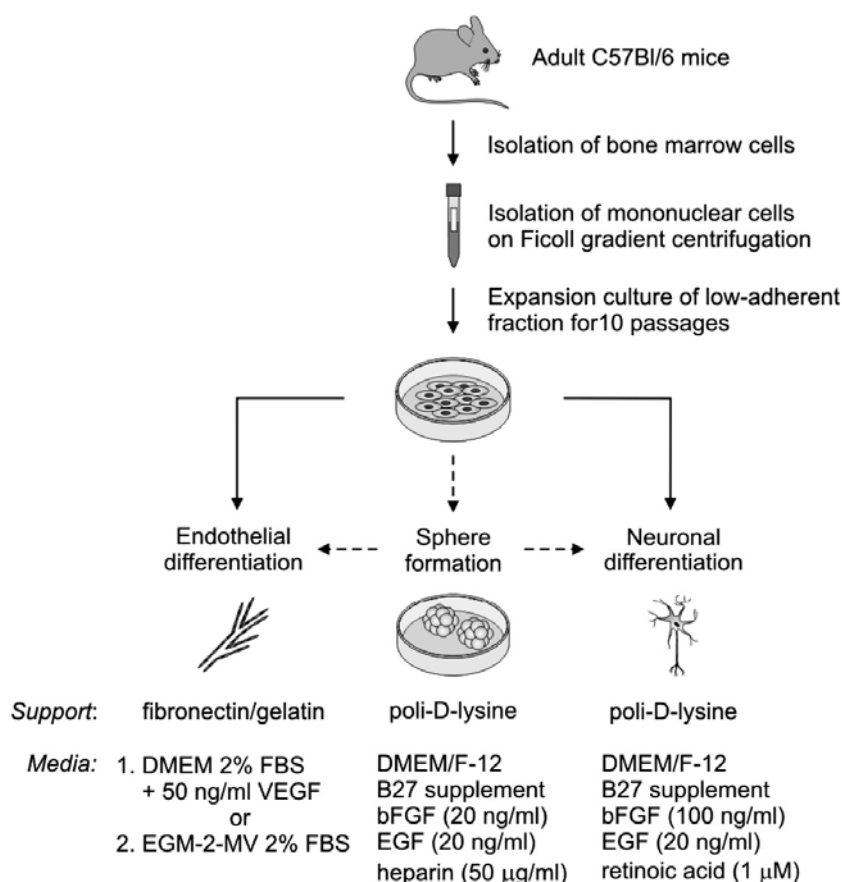 Adult C57Bl/6 mice
Isolation of bone marrow cells
Isolation of mononuclear cells
on Ficoll gradient centrifugation
Expansion culture of low-adherent
fraction for10 passages
Endothelial
differentiation
Sphere
formation
Neuronal
differentiation
Support: fibronectin/gelatin poli-D-lysine poli-D-lysine
Media:
1. DMEM 2% FBS
+ 50 ng/ml VEGF
or
2. EGM-2-MV 2% FBS
DMEM/F-12
B27 supplement
bFGF (20 ng/ml)
EGF (20 ng/ml)
heparin (50 μg/ml)
DMEM/F-12
B27 supplement
bFGF (100 ng/ml)
EGF (20 ng/ml)
retinoic acid (1 μM)